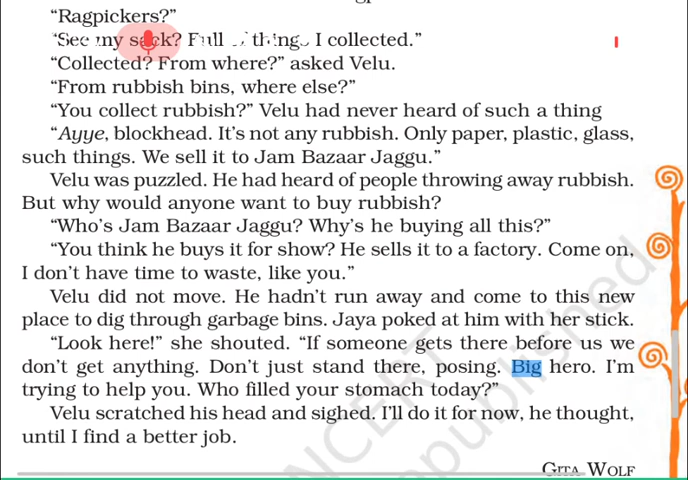 “Ragpickers?”
“See my sack? Full of things I collected.”
“Collected? From where?” asked Velu.
“From rubbish bins, where else?”
“You collect rubbish?” Velu had never heard of such a thing
“Ayye, blockhead. It’s not any rubbish. Only paper, plastic, glass,
such things. We sell it to Jam Bazaar Jaggu.”
Velu was puzzled. He had heard of people throwing away rubbish.
But why would anyone want to buy rubbish?
“Who’s Jam Bazaar Jaggu? Why’s he buying all this?”
“You think he buys it for show? He sells it to a factory. Come on,
I don’t have time to waste, like you.”
Velu did not move. He hadn’t run away and come to this new
place to dig through garbage bins. Jaya poked at him with her stick.
“Look here!” she shouted. “If someone gets there before us we
don’t get anything. Don’t just stand there, posing. Big hero. I’m
trying to help you. Who filled your stomach today?”
Velu scratched his head and sighed. I’ll do it for now, he thought,
until I find a better job.
GITA WOLF
NCERT
republished